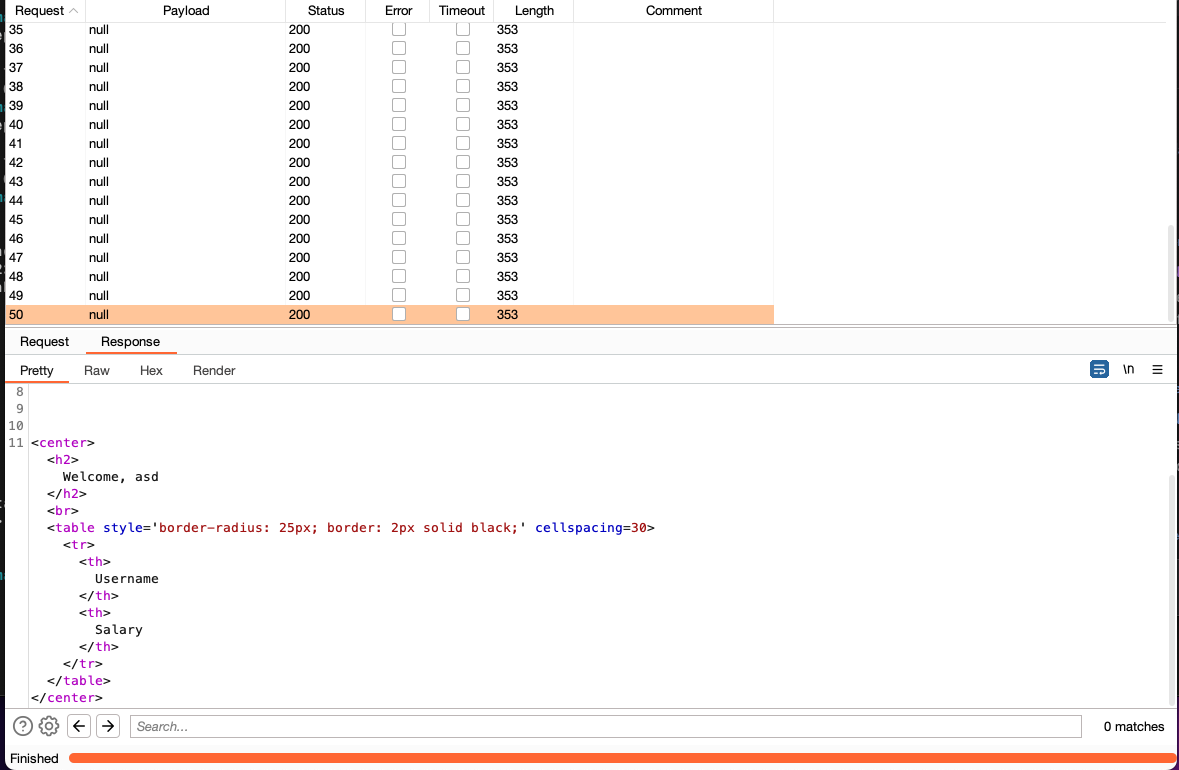 Request Payload Status Error Timeout Length Comment
35 null 200 353
36 null 200 353
37 null 200 353
38 null 200 353
39 null 200 353
40 null 200 353
41 null 200 353
42 null 200 353
43 null 200 353
44 null 200 353
45 null 200 353
46 null 200 353
47 null 200 353
48 null 200 353
49 null 200 353
50 null 200 353
Request Response
Pretty Raw Hex Render \n
8
9
10
11 <center>
<h2>
Welcome, asd
</h2>
<br>
<table style='border-radius: 25px; border: 2px solid black;' cellspacing=30>
<tr>
<th>
Username
</th>
<th>
Salary
</th>
</tr>
</table>
</center>
? Search... 0 matches
Finished